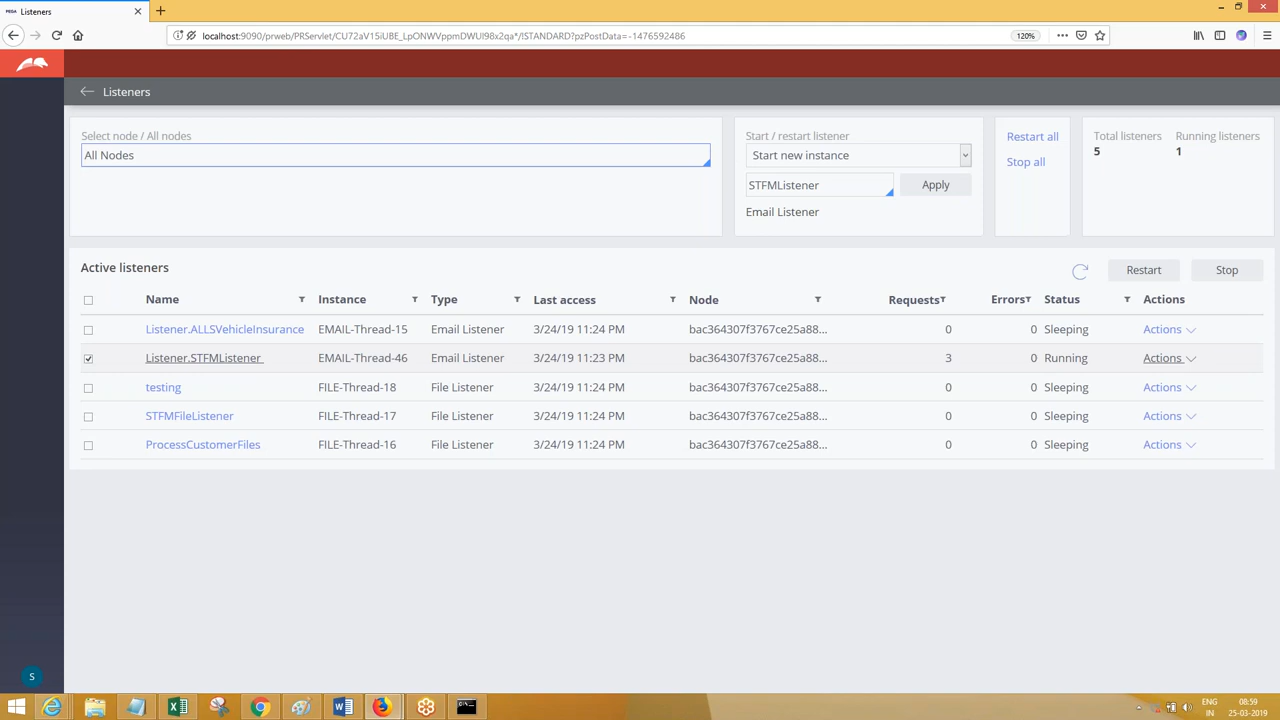 PEGA Listeners
localhost:9090/prweb/PRServlet/CU72aV15iUBE_LpONWVppmDWUI98x2qa*/!STANDARD?pzPostData=-1476592486
120%
Listeners
Select node / All nodes
All Nodes
Start / restart listener
Start new instance
STFMListener
Apply
Email Listener
Restart all
Stop all
Total listeners Running listeners
5 1
Active listeners
Restart Stop
Name Instance Type Last access Node Requests Errors Status Actions
Listener.ALLSVehicleInsurance EMAIL-Thread-15 Email Listener 3/24/19 11:24 PM bac364307f3767ce25a88... 0 0 Sleeping Actions
Listener.STFMListener EMAIL-Thread-46 Email Listener 3/24/19 11:23 PM bac364307f3767ce25a88... 3 0 Running Actions
testing FILE-Thread-18 File Listener 3/24/19 11:24 PM bac364307f3767ce25a88... 0 0 Sleeping Actions
STFMFileListener FILE-Thread-17 File Listener 3/24/19 11:24 PM bac364307f3767ce25a88... 0 0 Sleeping Actions
ProcessCustomerFiles FILE-Thread-16 File Listener 3/24/19 11:24 PM bac364307f3767ce25a88... 0 0 Sleeping Actions
S
ENG 08:59
IN 25-03-2019